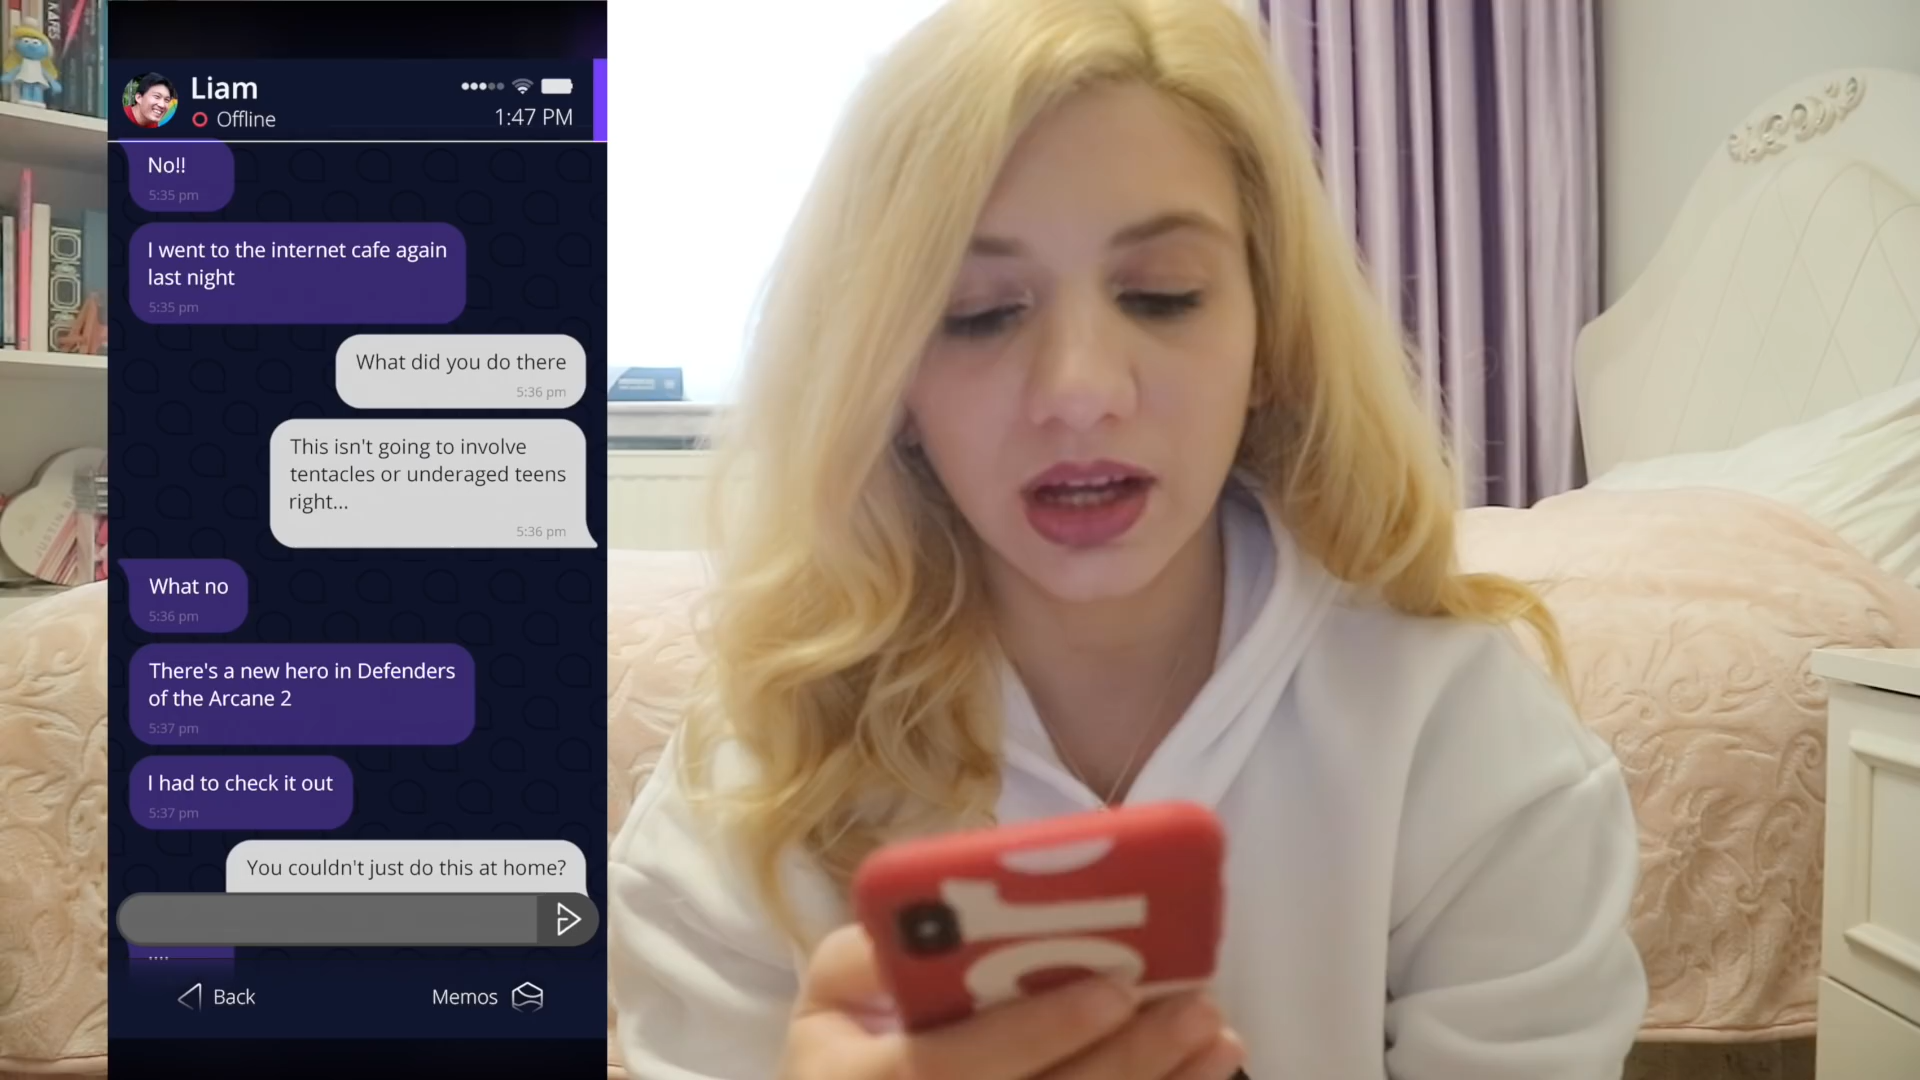 Liam
Offline
1:47 PM
No!!
5:35 pm
I went to the internet cafe again
last night
5:35 pm
What did you do there
5:36 pm
This isn't going to involve
tentacles or underaged teens
right...
5:36 pm
What no
5:36 pm
There's a new hero in Defenders
of the Arcane 2
5:37 pm
I had to check it out
5:37 pm
You couldn't just do this at home?
....
Back
Memos